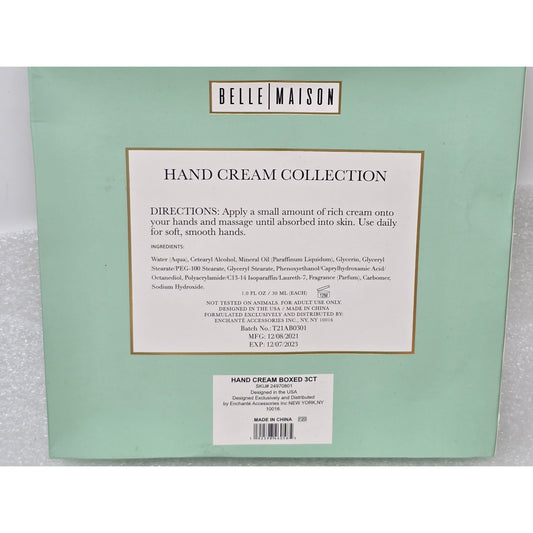 BELLE|MAISON
HAND CREAM COLLECTION
DIRECTIONS: Apply a small amount of rich cream onto
your hands and massage until absorbed into skin. Use daily
for soft, smooth hands.
INGREDIENTS:
Water (Aqua), Cetearyl Alcohol, Mineral Oil (Paraffinum Liquidum), Glycerin, Glyceryl
Stearate/PEG-100 Stearate, Glyceryl Stearate, Phenoxyethanol/Caprylhydroxamic Acid/
Octanediol, Polyacrylamide/C13-14 Isoparaffin/Laureth-7, Fragrance (Parfum), Carbomer,
Sodium Hydroxide.
1.0 FL OZ / 30 ML (EACH)
12M
NOT TESTED ON ANIMALS. FOR ADULT USE ONLY.
DESIGNED IN THE USA / MADE IN CHINA
FORMULATED EXCLUSIVELY AND DISTRIBUTED BY
ENCHANTÉ ACCESSORIES INC., NY, NY 10016
Batch No.: T21AB0301
MFG: 12/08/2021
EXP: 12/07/2023
HAND CREAM BOXED 3CT
SKU# 24970801
Designed in the USA
Designed Exclusively and Distributed
by Enchanté Accessories Inc NEW YORK,NY
10016.
MADE IN CHINA